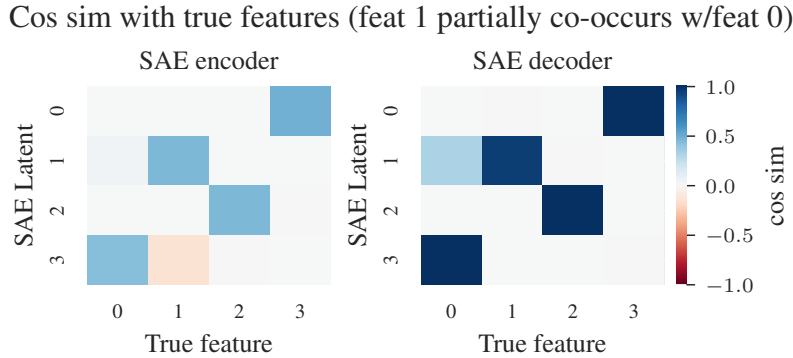 Cos sim with true features (feat 1 partially co-occurs w/feat 0)
SAE encoder
SAE decoder
SAE Latent
0
1
2
3
0 1 2 3
True feature
SAE Latent
0
1
2
3
0 1 2 3
True feature
1.0
0.5
0.0
−0.5
−1.0
cos sim